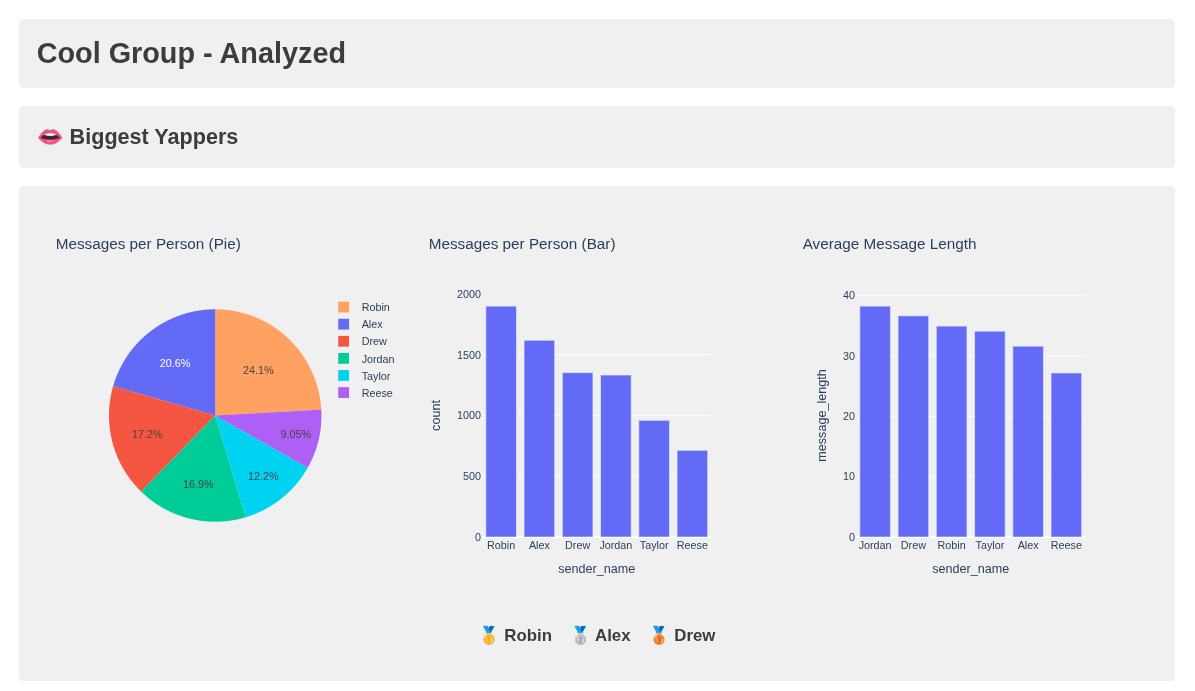 Cool Group - Analyzed
Biggest Yappers
Messages per Person (Pie)
Robin
Alex
Drew
Jordan
Taylor
Reese
20.6%
24.1%
17.2%
9.05%
16.9%
12.2%
Messages per Person (Bar)
2000
1500
1000
500
0
count
Robin Alex Drew Jordan Taylor Reese
sender_name
Average Message Length
40
30
20
10
0
message_length
Jordan Drew Robin Taylor Alex Reese
sender_name
🥇 Robin 🥈 Alex 🥉 Drew